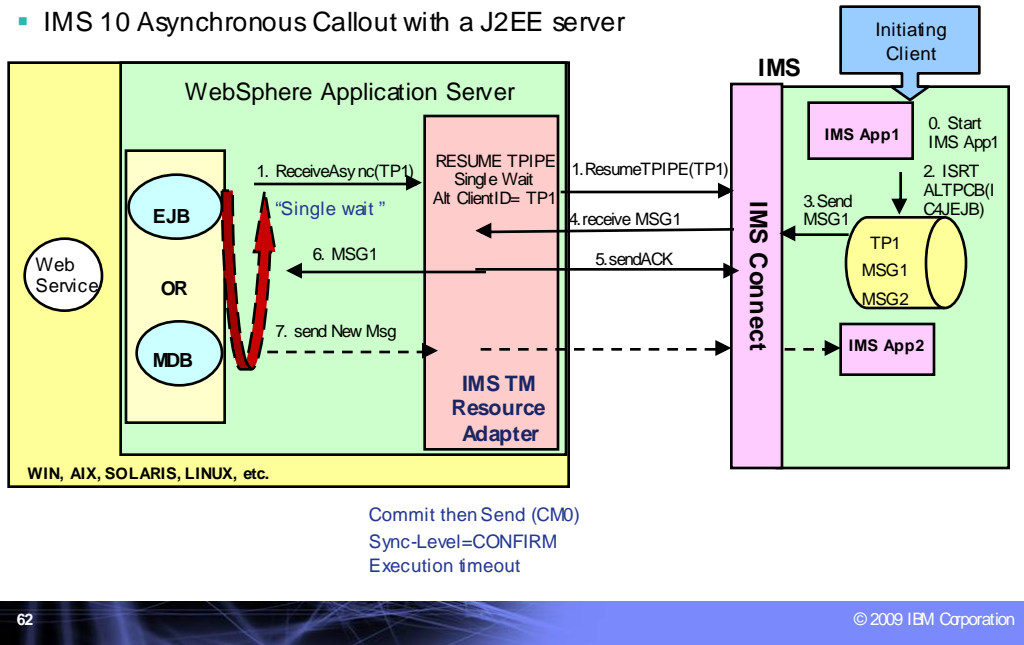 IMS 10 Asynchronous Callout with a J2EE server
Initiating
Client
IMS
WebSphere Application Server
IMS App1
0. Start
IMS App1
2. ISRT
ALTPCB(I
C4JEJB)
RESUME TPIPE
Single Wait
Alt ClientID= TP1
1. ReceiveAsync(TP1)
1.ResumeTPIPE(TP1)
"Single wait "
3.Send
MSG1
EJB
4.receive MSG1
6. MSG1
5.sendACK
IMS Connect
TP1
MSG1
MSG2
Web
Service
OR
7. send New Msg
MDB
IMS App2
IMS TM
Resource
Adapter
WIN, AIX, SOLARIS, LINUX, etc.
Commit then Send (CM0)
Sync-Level=CONFIRM
Execution timeout
62
© 2009 IBM Corporation